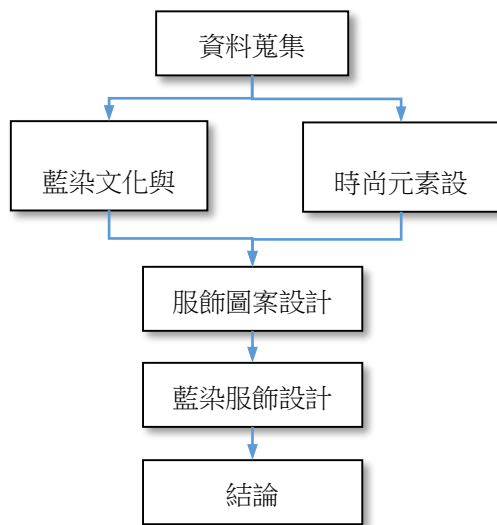 資料蒐集
藍染文化與
時尚元素設
服飾圖案設計
藍染服飾設計
結論